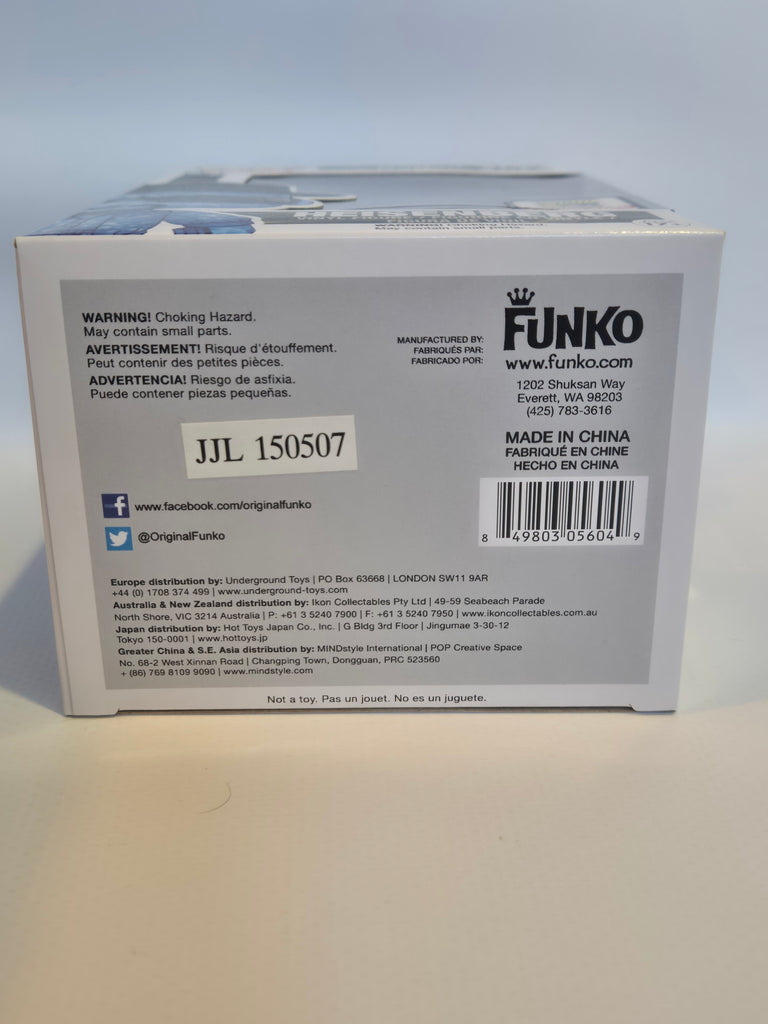 HEISENBERG
WARNING! Choking Hazard.
May contain small parts.
WARNING! Choking Hazard.
May contain small parts.
AVERTISSEMENT! Risque d'étouffement.
Peut contenir des petites pièces.
ADVERTENCIA! Riesgo de asfixia.
Puede contener piezas pequeñas.
MANUFACTURED BY:
FABRIQUÉS PAR:
FABRICADO POR:
FUNKO
www.funko.com
1202 Shuksan Way
Everett, WA 98203
(425) 783-3616
MADE IN CHINA
FABRIQUÉ EN CHINE
HECHO EN CHINA
JJL 150507
8 49803 05604 9
f www.facebook.com/originalfunko
@OriginalFunko
Europe distribution by: Underground Toys | PO Box 63668 | LONDON SW11 9AR
+44 (0) 1708 374 499 | www.underground-toys.com
Australia & New Zealand distribution by: Ikon Collectables Pty Ltd | 49-59 Seabeach Parade
North Shore, VIC 3214 Australia | P: +61 3 5240 7900 | F: +61 3 5240 7950 | www.ikoncollectables.com.au
Japan distribution by: Hot Toys Japan Co., Inc. | G Bldg 3rd Floor | Jingumae 3-30-12
Tokyo 150-0001 | www.hottoys.jp
Greater China & S.E. Asia distribution by: MINDstyle International | POP Creative Space
No. 68-2 West Xinnan Road | Changping Town, Dongguan, PRC 523560
+ (86) 769 8109 9090 | www.mindstyle.com
Not a toy. Pas un jouet. No es un juguete.